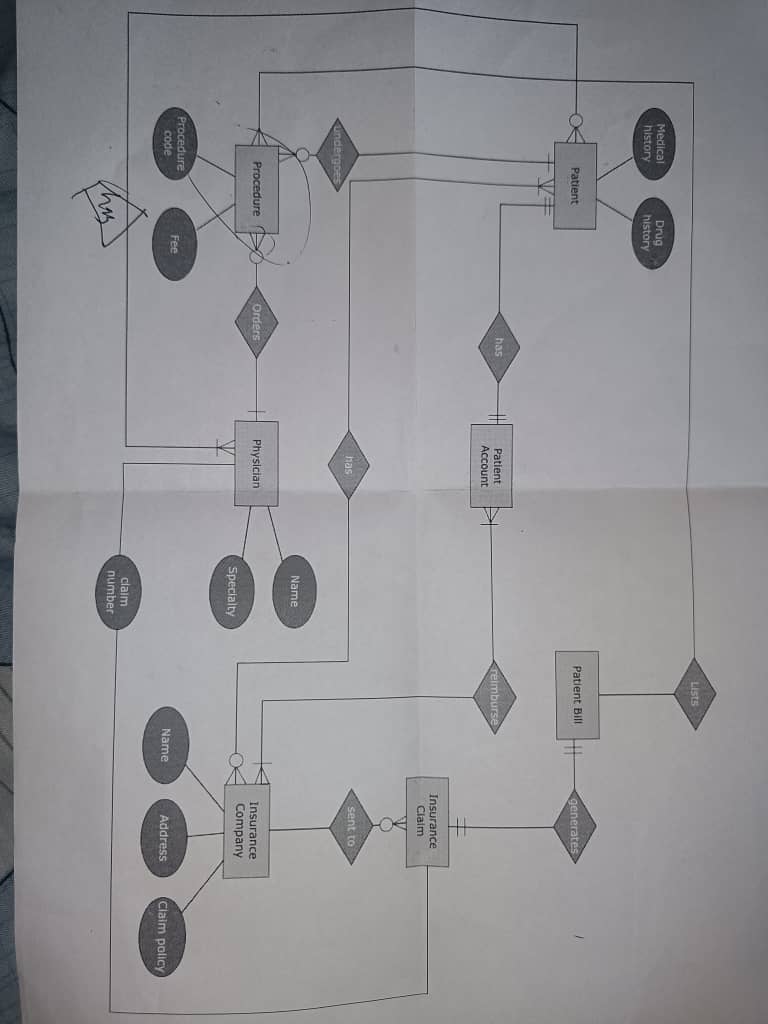 Lists
Medical
history
Drug
history
Patient
Patient Bill
generates
has
Patient
Account
reimburse
Insurance
Claim
undergoes
has
sent to
Name
Procedure
Orders
Physician
Specialty
Insurance
Company
Procedure
code
Fee
Name
Address
Claim policy
claim
number
has